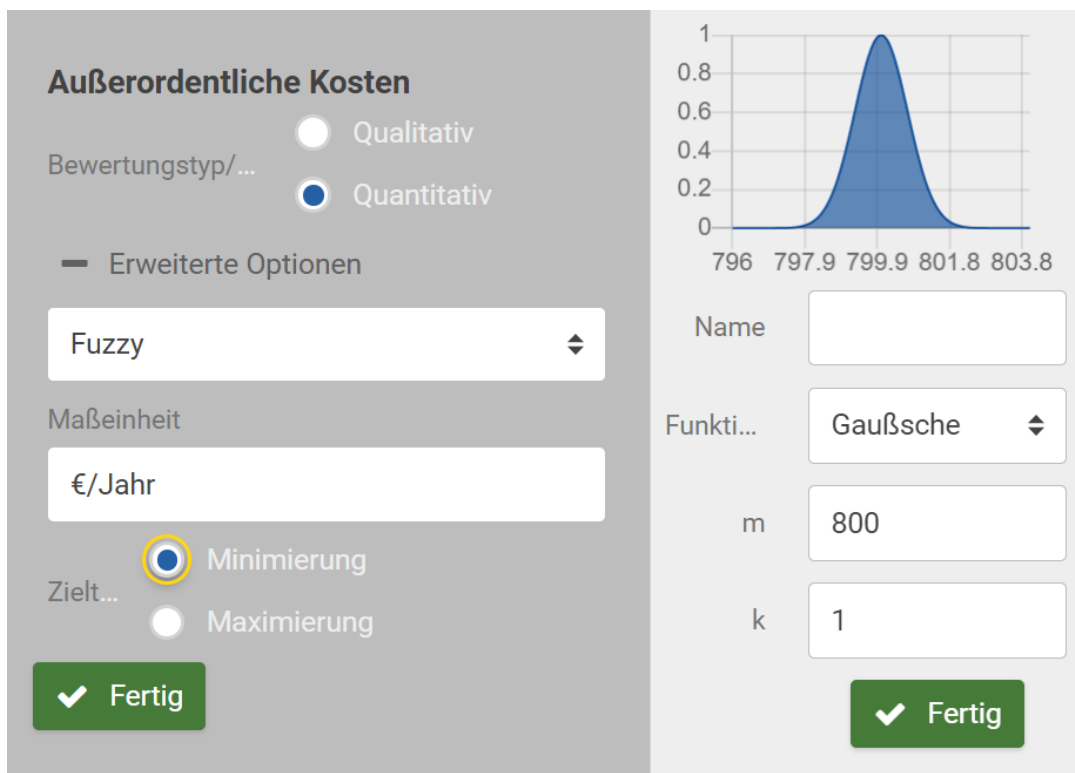 Außerordentliche Kosten
Qualitativ
Bewertungstyp/...
Quantitativ
Erweiterte Optionen
Fuzzy
Maßeinheit
€/Jahr
Minimierung
Zielt...
Maximierung
Fertig
1
0.8
0.6
0.4
0.2
0
796 797.9 799.9 801.8 803.8
Name
Funkti... Gaußsche
m 800
k 1
Fertig